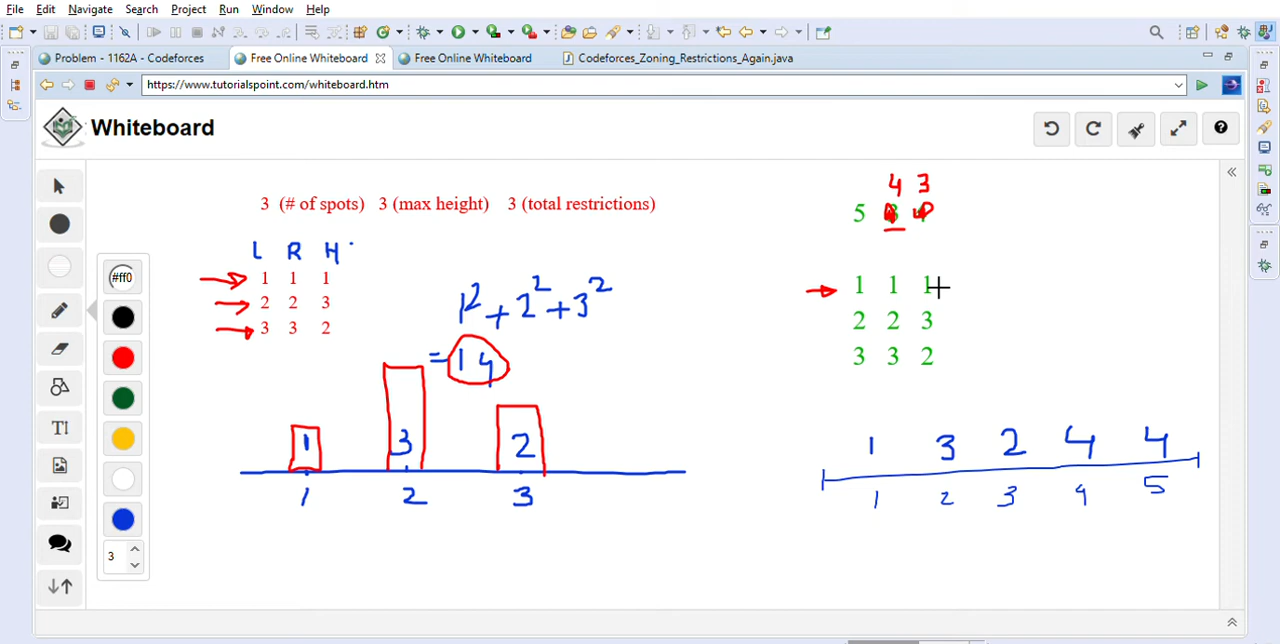 File Edit Navigate Search Project Run Window Help
Problem - 1162A - Codeforces Free Online Whiteboard Free Online Whiteboard Codeforces_Zoning_Restrictions_Again.java
https://www.tutorialspoint.com/whiteboard.htm
Whiteboard
3 (# of spots) 3 (max height) 3 (total restrictions)
L R H
1 1 1
2 2 3
3 3 2
1² + 2² + 3²
= 14
1 3 2
1 2 3
4 3
5
1 1 1
2 2 3
3 3 2
1 3 2 4 4
1 2 3 4 5
#ff0
TI
3